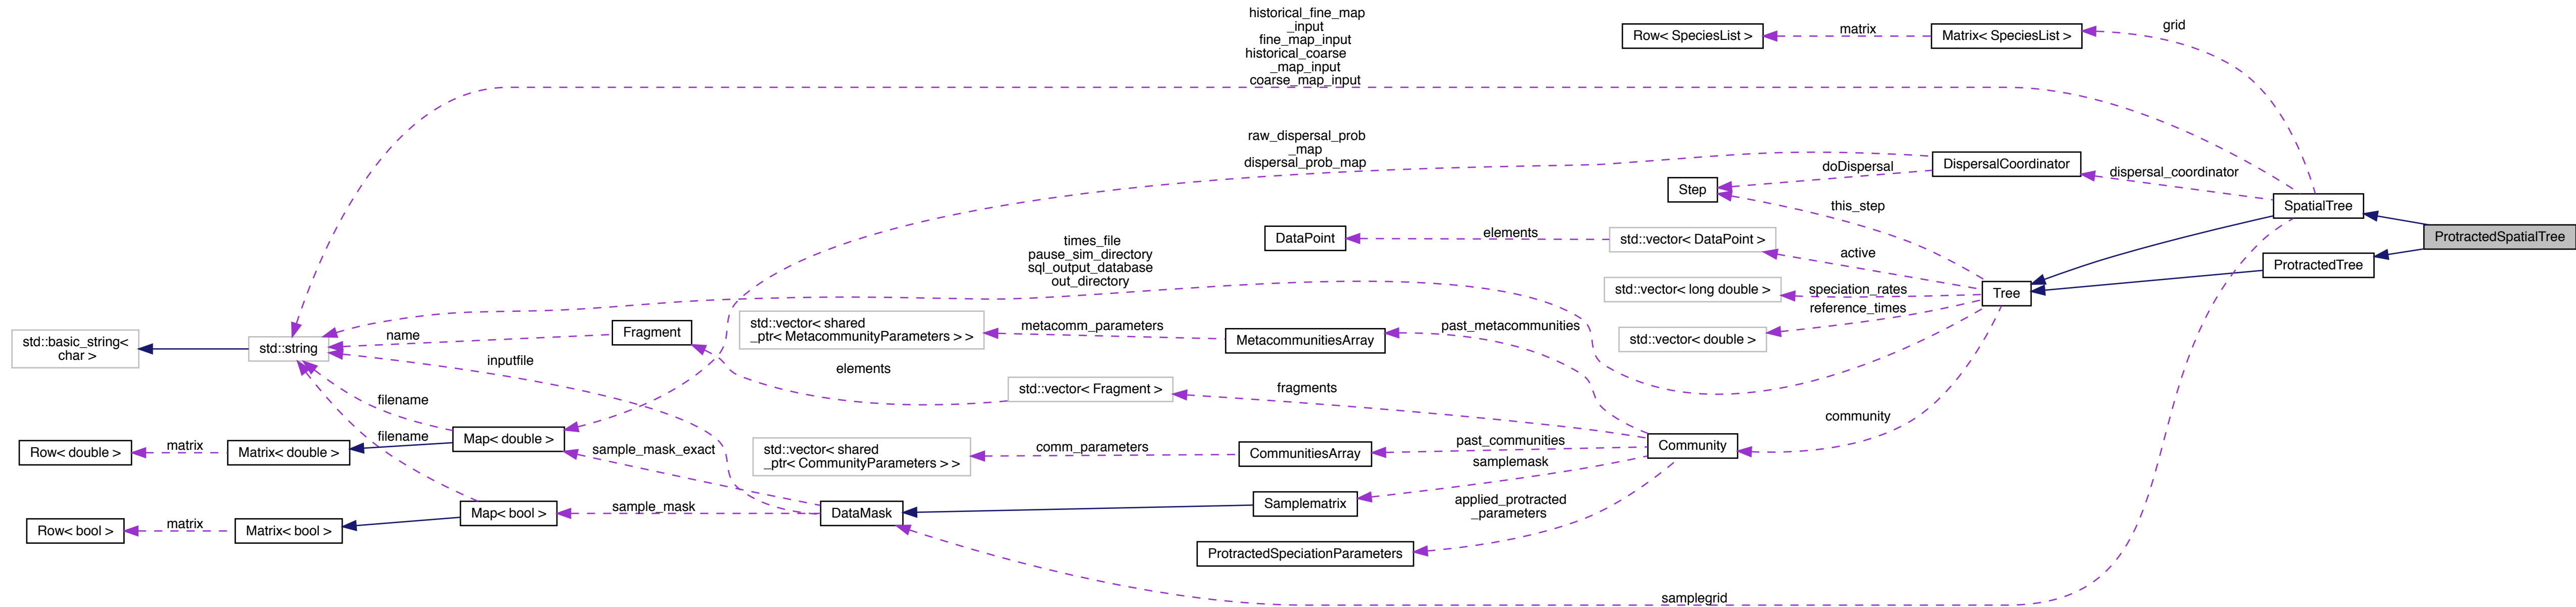 historical_fine_map
_input
fine_map_input
historical_coarse
_map_input
coarse_map_input
Row< SpeciesList >
matrix
Matrix< SpeciesList >
grid
raw_dispersal_prob
_map
dispersal_prob_map
doDispersal
DispersalCoordinator
dispersal_coordinator
Step
this_step
SpatialTree
ProtractedSpatialTree
DataPoint
elements
std::vector< DataPoint >
active
ProtractedTree
times_file
pause_sim_directory
sql_output_database
out_directory
std::vector< long double >
speciation_rates
Tree
reference_times
std::vector< double >
std::basic_string<
char >
std::string
name
Fragment
inputfile
std::vector< shared
_ptr< MetacommunityParameters > >
metacomm_parameters
MetacommunitiesArray
past_metacommunities
elements
std::vector< Fragment >
fragments
community
filename
filename
Row< double >
matrix
Matrix< double >
Map< double >
sample_mask_exact
std::vector< shared
_ptr< CommunityParameters > >
comm_parameters
CommunitiesArray
past_communities
Community
samplemask
Row< bool >
matrix
Matrix< bool >
Map< bool >
sample_mask
DataMask
Samplematrix
applied_protracted
_parameters
ProtractedSpeciationParameters
samplegrid